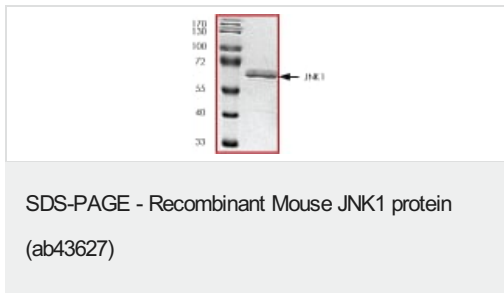 170
130
100
72
55
40
33
JNK1
SDS-PAGE - Recombinant Mouse JNK1 protein
(ab43627)